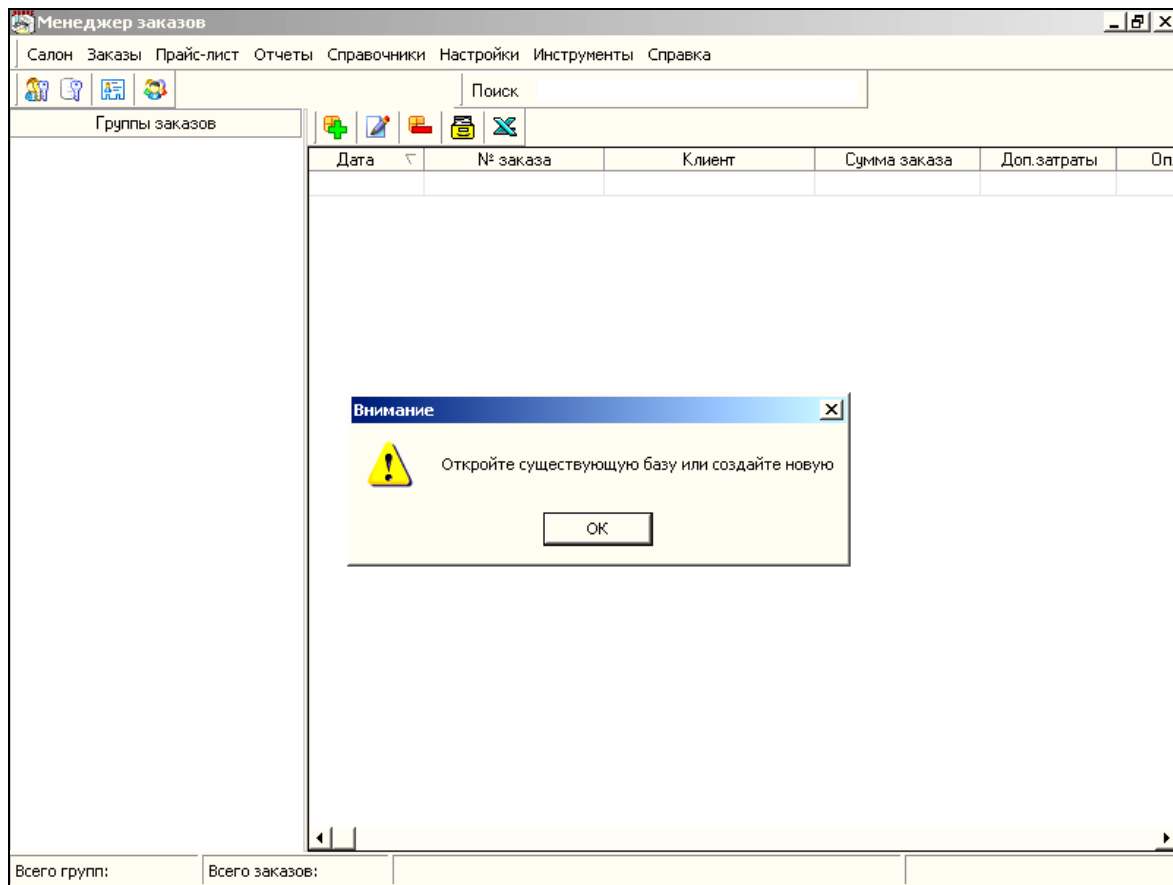 Менеджер заказов
Салон Заказы Прайс-лист Отчеты Справочники Настройки Инструменты Справка
Поиск
Группы заказов
Дата № заказа Клиент Сумма заказа Доп.затраты Оп.
Внимание
Откройте существующую базу или создайте новую
OK
Всего групп: Всего заказов: